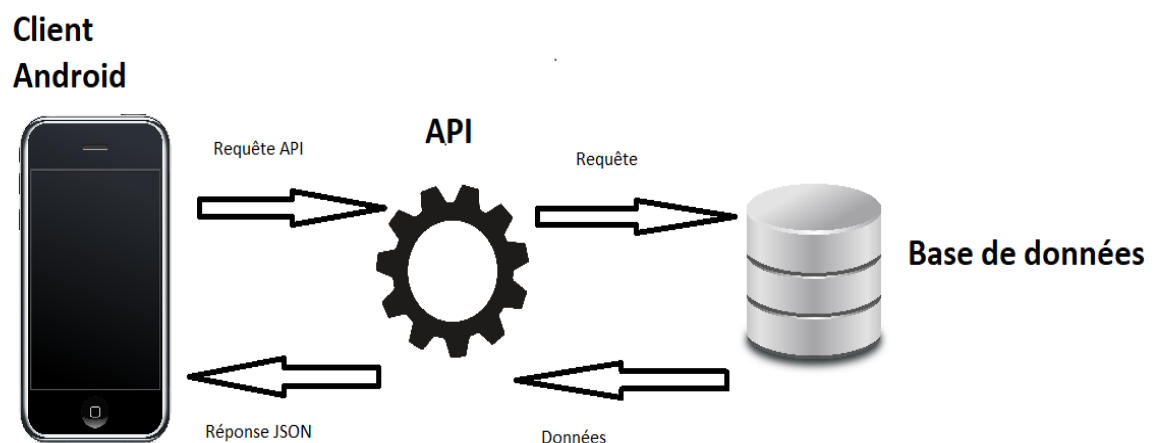 Client
Android
API
Requête API
Requête
Base de données
Réponse JSON
Données